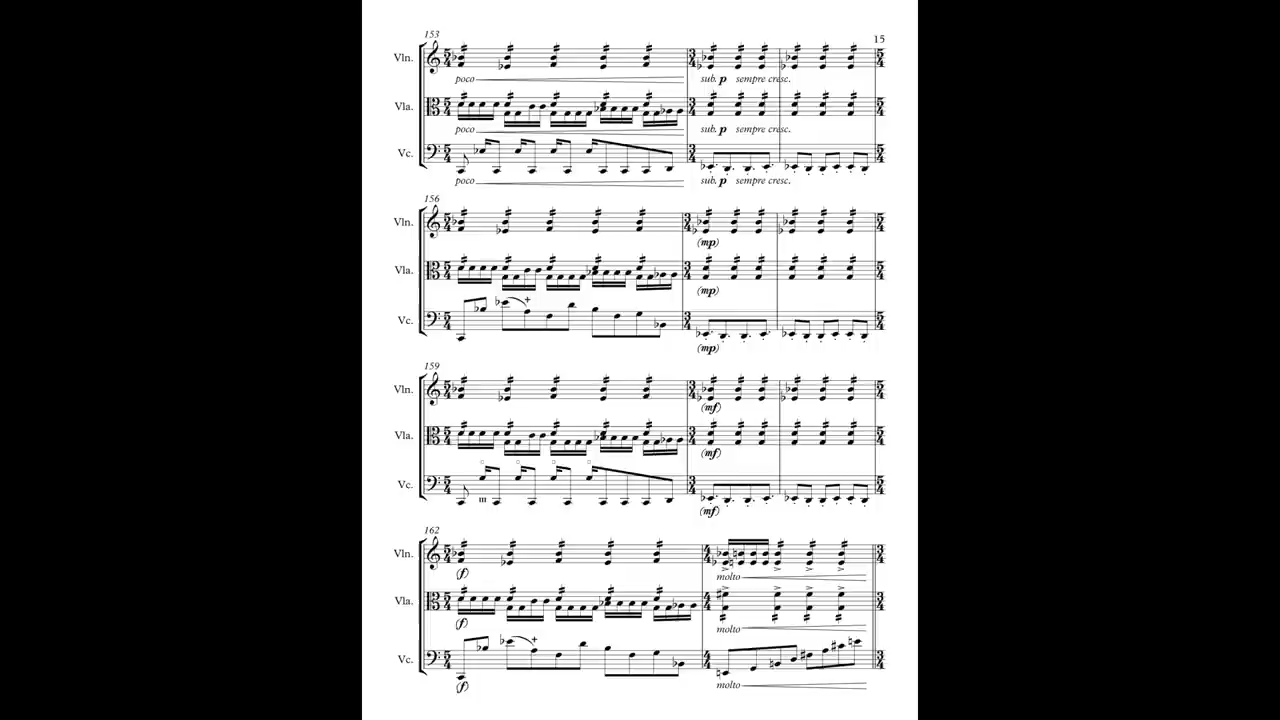 153
15
Vln.
poco
sub. p sempre cresc.
Vla.
poco
sub. p sempre cresc.
Vc.
poco
sub. p sempre cresc.
156
Vln.
(mp)
Vla.
(mp)
Vc.
(mp)
159
Vln.
(mf)
Vla.
(mf)
Vc.
III
(mf)
162
Vln.
(f)
molto
Vla.
(f)
molto
Vc.
(f)
molto